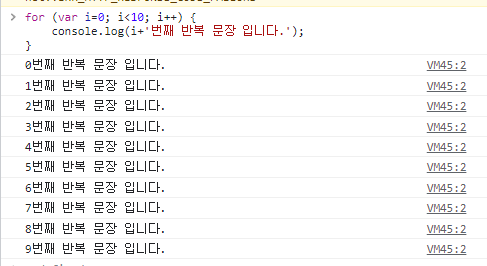 for (var i=0; i<10; i++) {
console.log(i+'번째 반복 문장 입니다.');
}
0번째 반복 문장 입니다. VM45:2
1번째 반복 문장 입니다. VM45:2
2번째 반복 문장 입니다. VM45:2
3번째 반복 문장 입니다. VM45:2
4번째 반복 문장 입니다. VM45:2
5번째 반복 문장 입니다. VM45:2
6번째 반복 문장 입니다. VM45:2
7번째 반복 문장 입니다. VM45:2
8번째 반복 문장 입니다. VM45:2
9번째 반복 문장 입니다. VM45:2